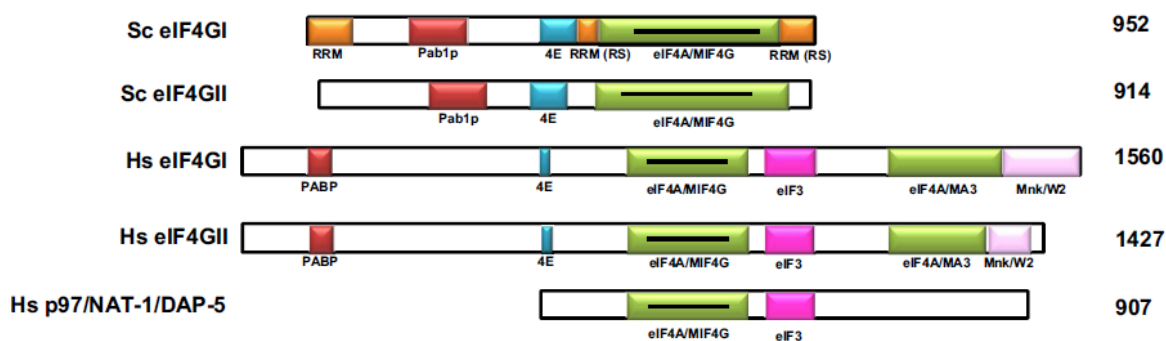 Sc eIF4GI 952
RRM Pab1p 4E RRM (RS) eIF4A/MIF4G RRM (RS)
Sc eIF4GII 914
Pab1p 4E eIF4A/MIF4G
Hs eIF4GI 1560
PABP 4E eIF4A/MIF4G eIF3 eIF4A/MA3 Mnk/W2
Hs eIF4GII 1427
PABP 4E eIF4A/MIF4G eIF3 eIF4A/MA3 Mnk/W2
Hs p97/NAT-1/DAP-5 907
eIF4A/MIF4G eIF3